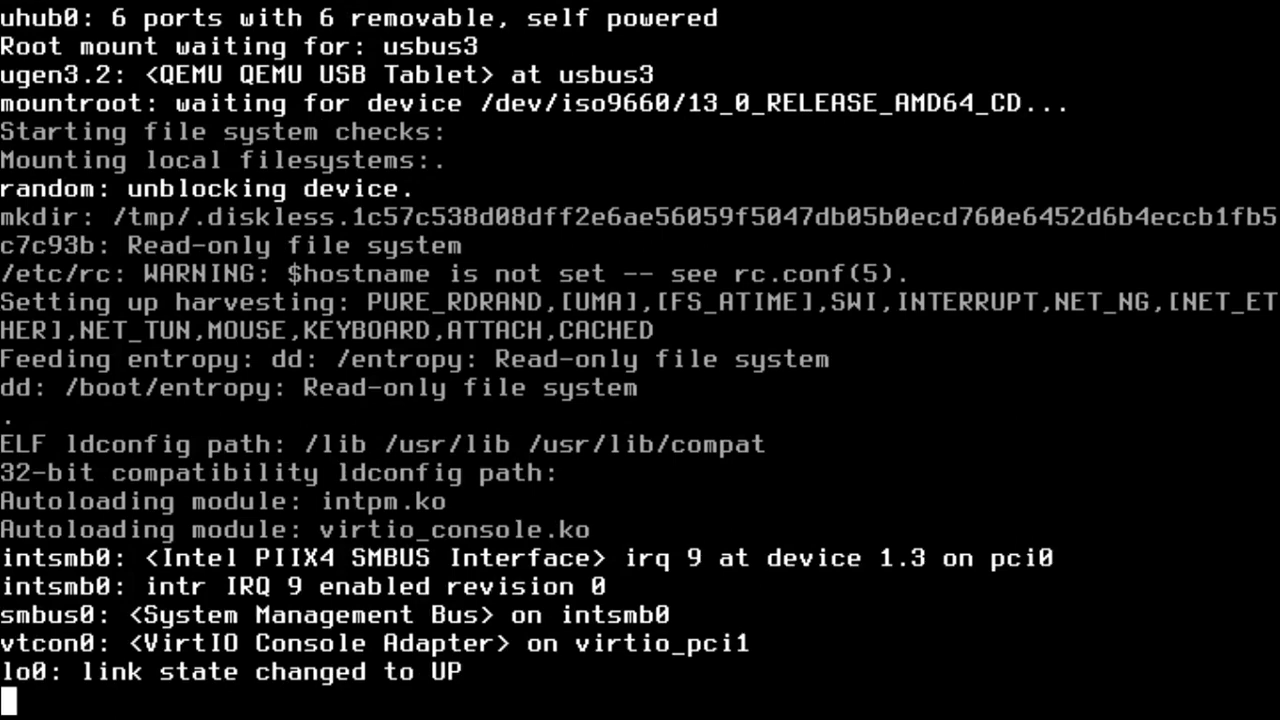 uhub0: 6 ports with 6 removable, self powered
Root mount waiting for: usbus3
ugen3.2: <QEMU QEMU USB Tablet> at usbus3
mountroot: waiting for device /dev/iso9660/13_0_RELEASE_AMD64_CD...
Starting file system checks:
Mounting local filesystems:.
random: unblocking device.
mkdir: /tmp/.diskless.1c57c538d08dff2e6ae56059f5047db05b0ecd760e6452d6b4eccb1fb5
c7c93b: Read-only file system
/etc/rc: WARNING: $hostname is not set -- see rc.conf(5).
Setting up harvesting: PURE_RDRAND,[UMA],[FS_ATIME],SWI,INTERRUPT,NET_NG,[NET_ET
HER],NET_TUN,MOUSE,KEYBOARD,ATTACH,CACHED
Feeding entropy: dd: /entropy: Read-only file system
dd: /boot/entropy: Read-only file system
.
ELF ldconfig path: /lib /usr/lib /usr/lib/compat
32-bit compatibility ldconfig path:
Autoloading module: intpm.ko
Autoloading module: virtio_console.ko
intsmb0: <Intel PIIX4 SMBUS Interface> irq 9 at device 1.3 on pci0
intsmb0: intr IRQ 9 enabled revision 0
smbus0: <System Management Bus> on intsmb0
vtcon0: <VirtIO Console Adapter> on virtio_pci1
lo0: link state changed to UP